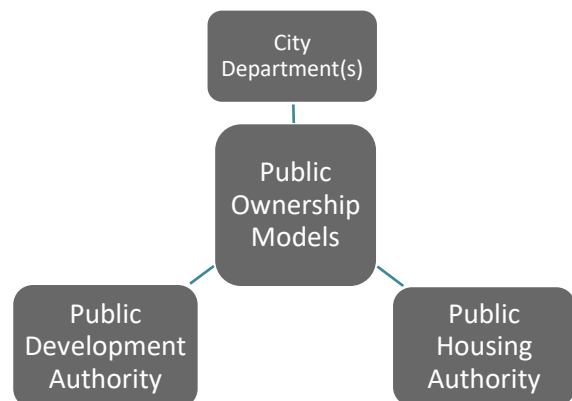 City
Department(s)
Public
Ownership
Models
Public
Development
Authority
Public
Housing
Authority